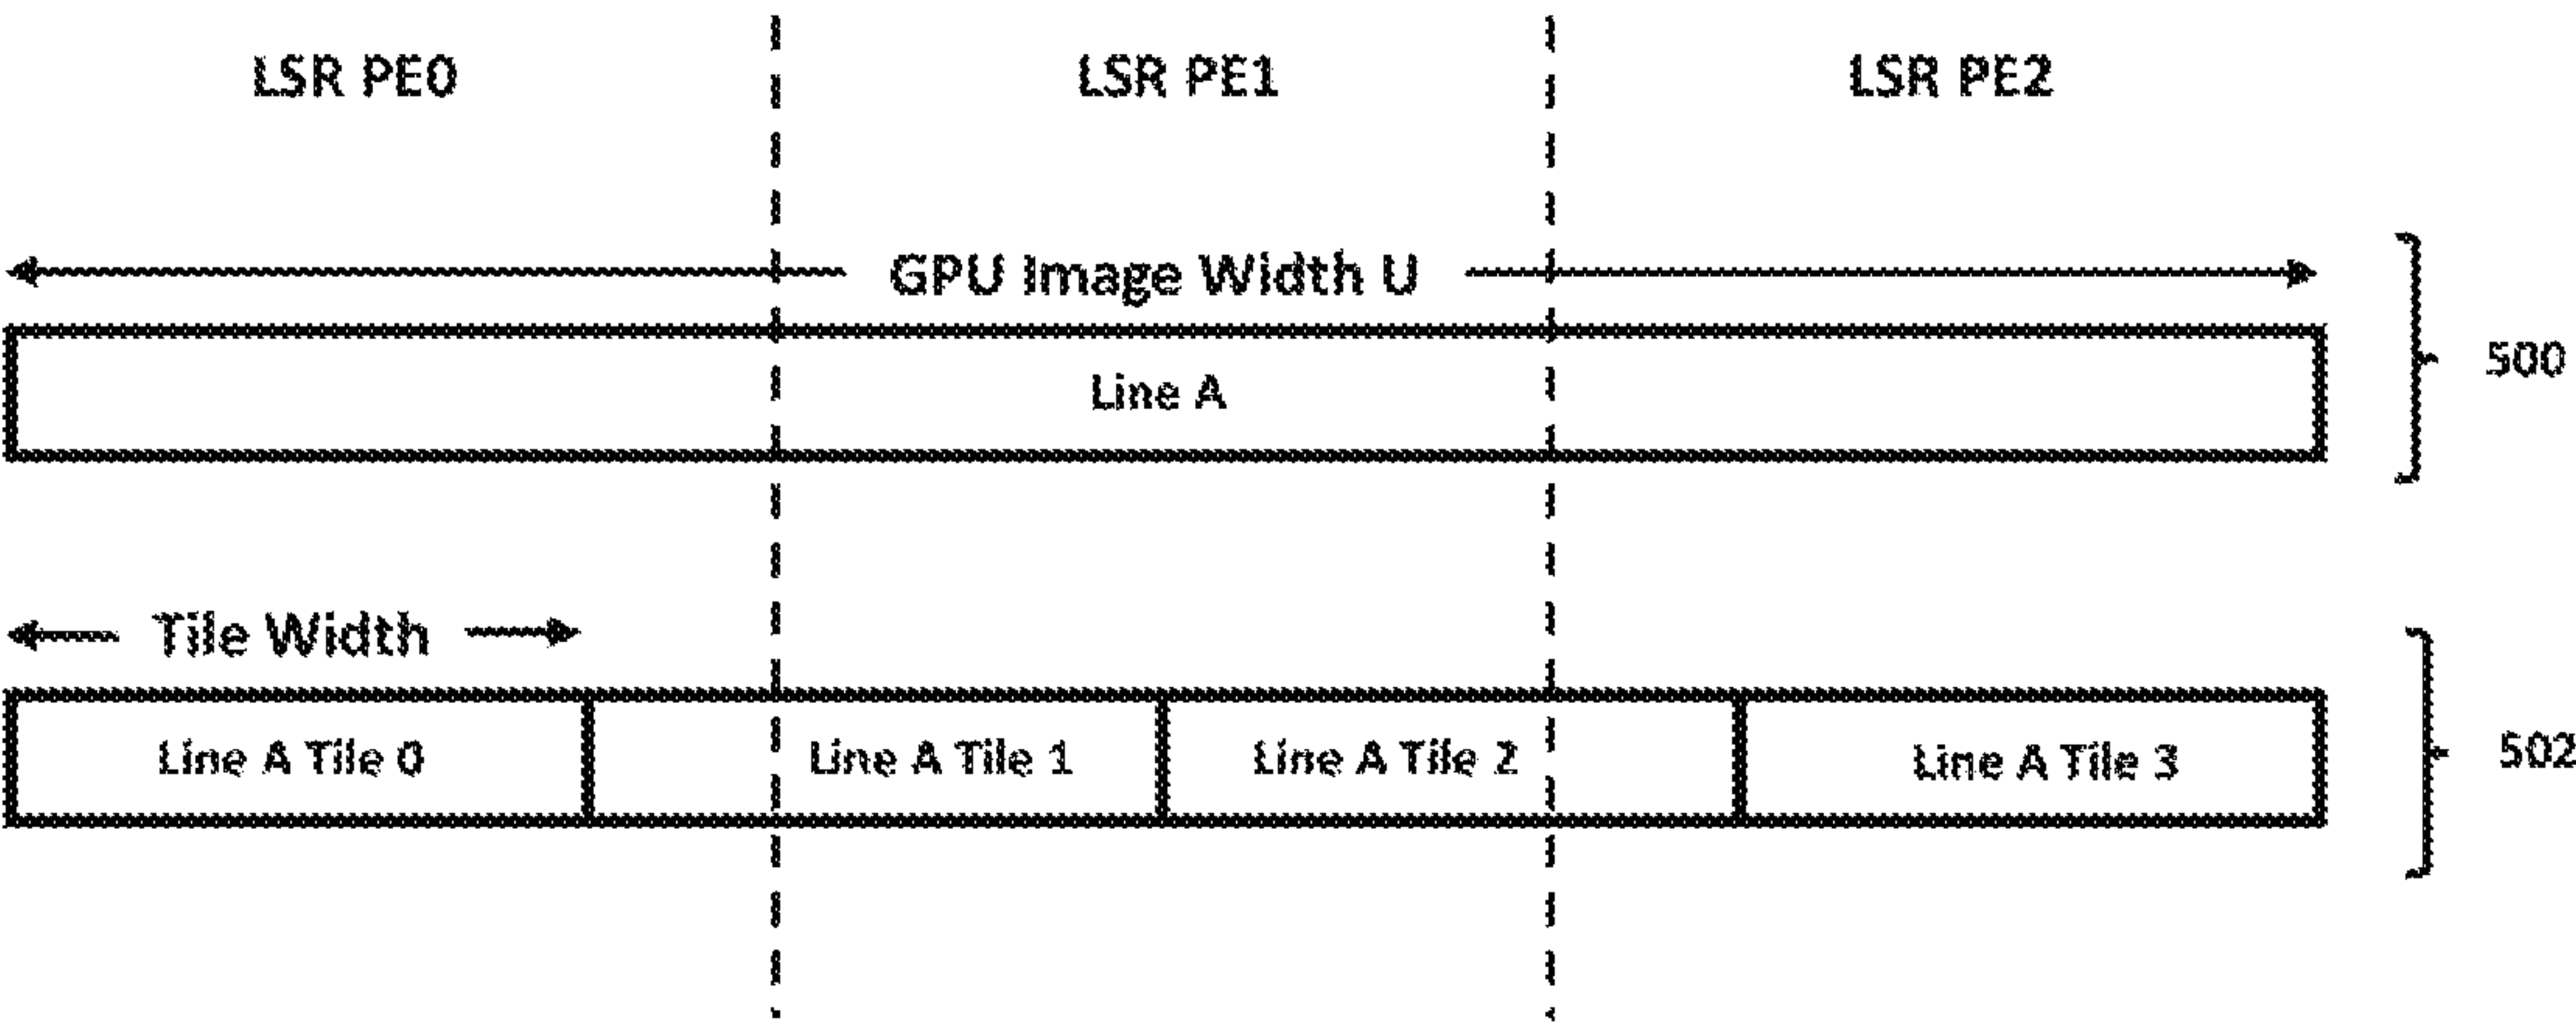 LSR PE0 LSR PE1 LSR PE2
GPU Image Width U
Line A
500
Tile Width
Line A Tile 0 Line A Tile 1 Line A Tile 2 Line A Tile 3
502